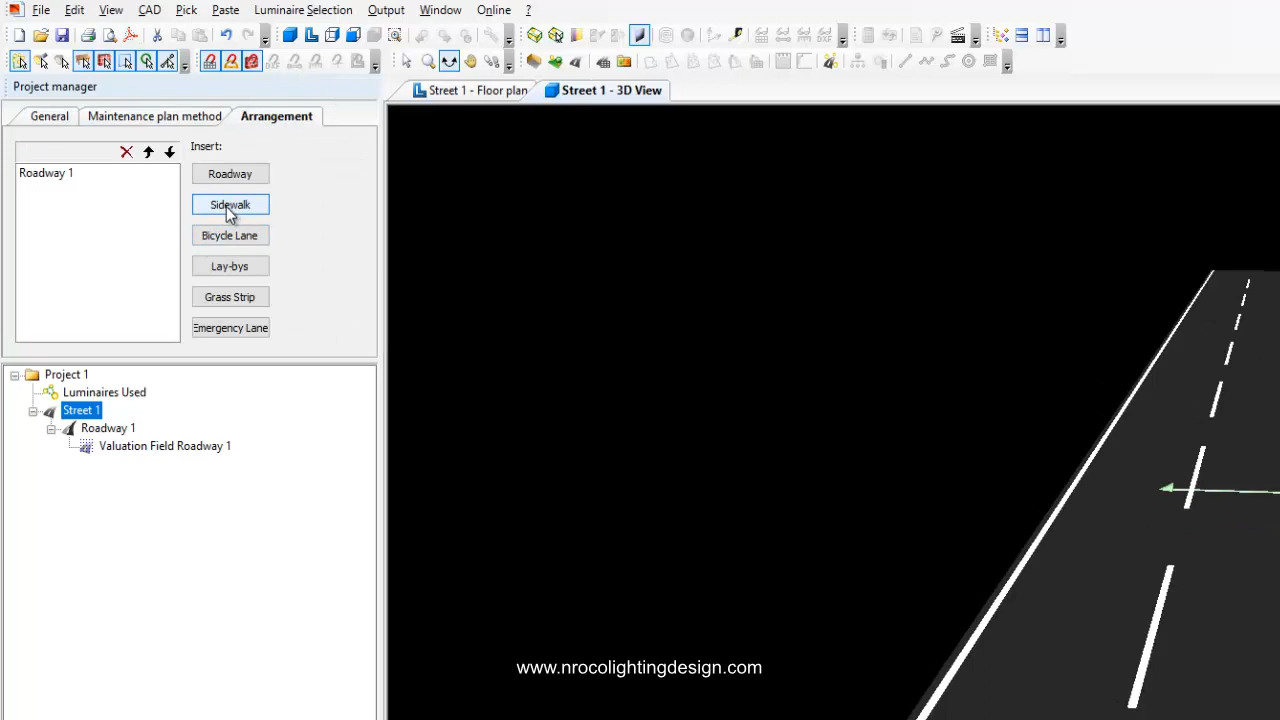 File Edit View CAD Pick Paste Luminaire Selection Output Window Online ?
Project manager
Street 1 - Floor plan Street 1 - 3D View
General Maintenance plan method Arrangement
Insert:
Roadway 1
Roadway
Sidewalk
Bicycle Lane
Lay-bys
Grass Strip
Emergency Lane
Project 1
Luminaires Used
Street 1
Roadway 1
Valuation Field Roadway 1
www.nrocolightingdesign.com